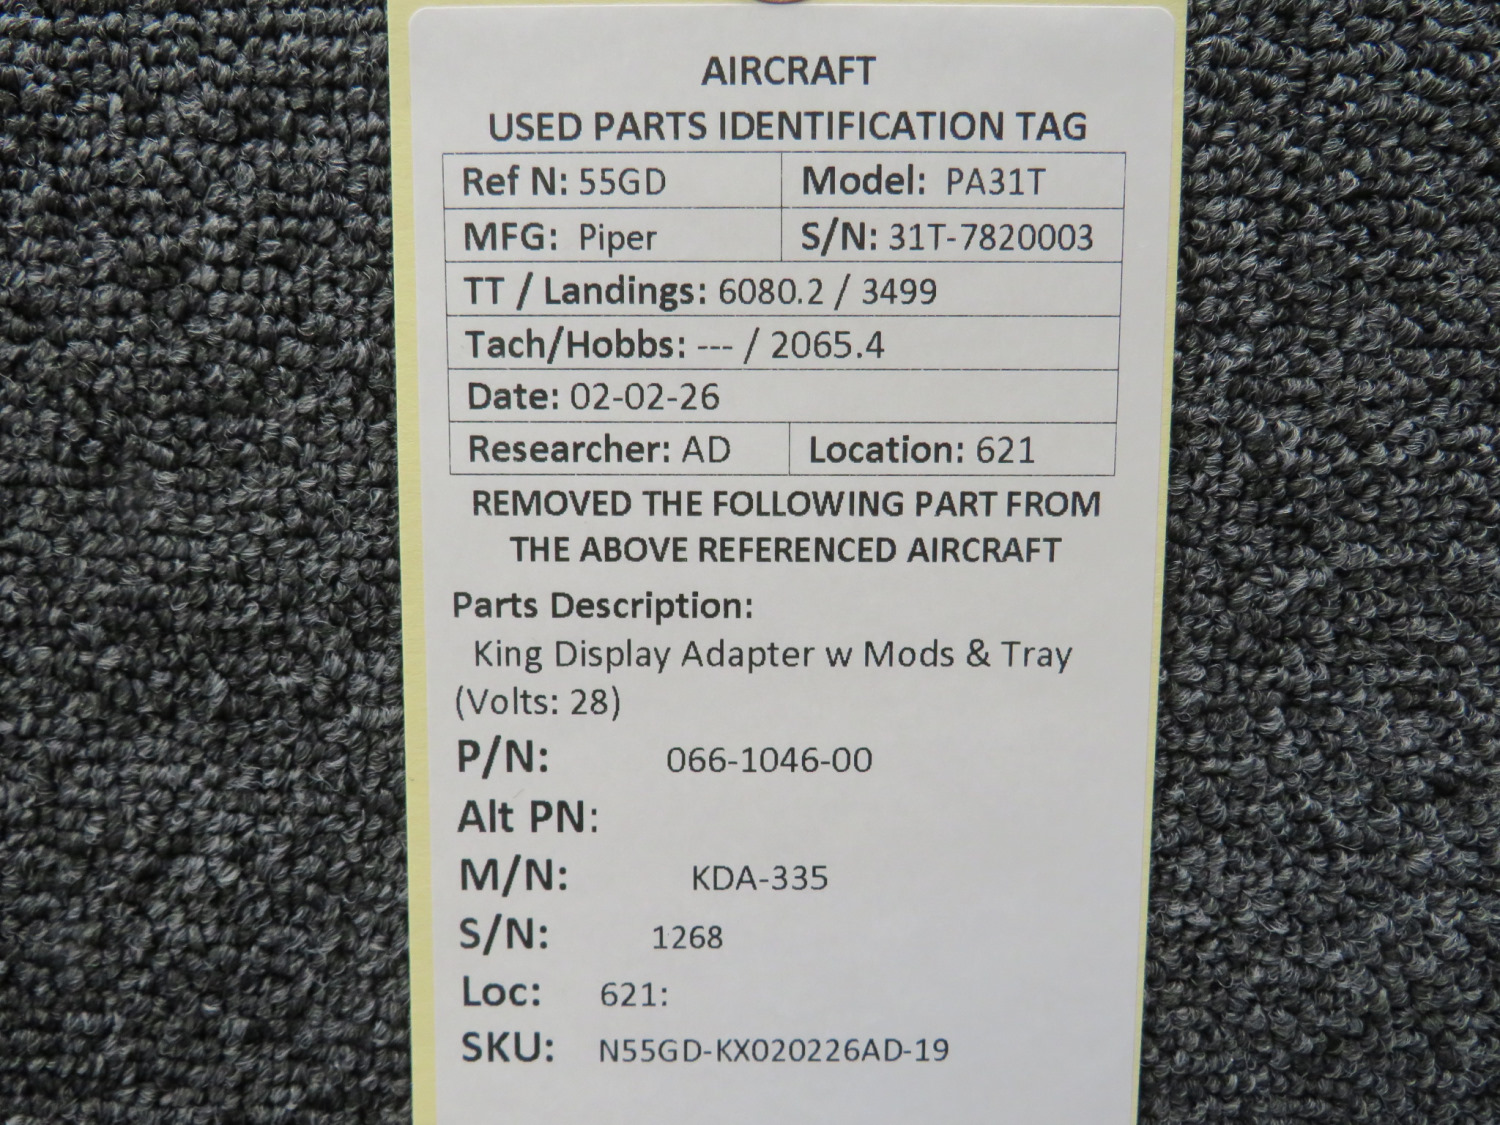 AIRCRAFT
USED PARTS IDENTIFICATION TAG
Ref N: 55GD Model: PA31T
MFG: Piper S/N: 31T-7820003
TT / Landings: 6080.2 / 3499
Tach/Hobbs: --- / 2065.4
Date: 02-02-26
Researcher: AD Location: 621
REMOVED THE FOLLOWING PART FROM
THE ABOVE REFERENCED AIRCRAFT
Parts Description:
King Display Adapter w Mods & Tray
(Volts: 28)
P/N: 066-1046-00
Alt PN:
M/N: KDA-335
S/N: 1268
Loc: 621:
SKU: N55GD-KX020226AD-19